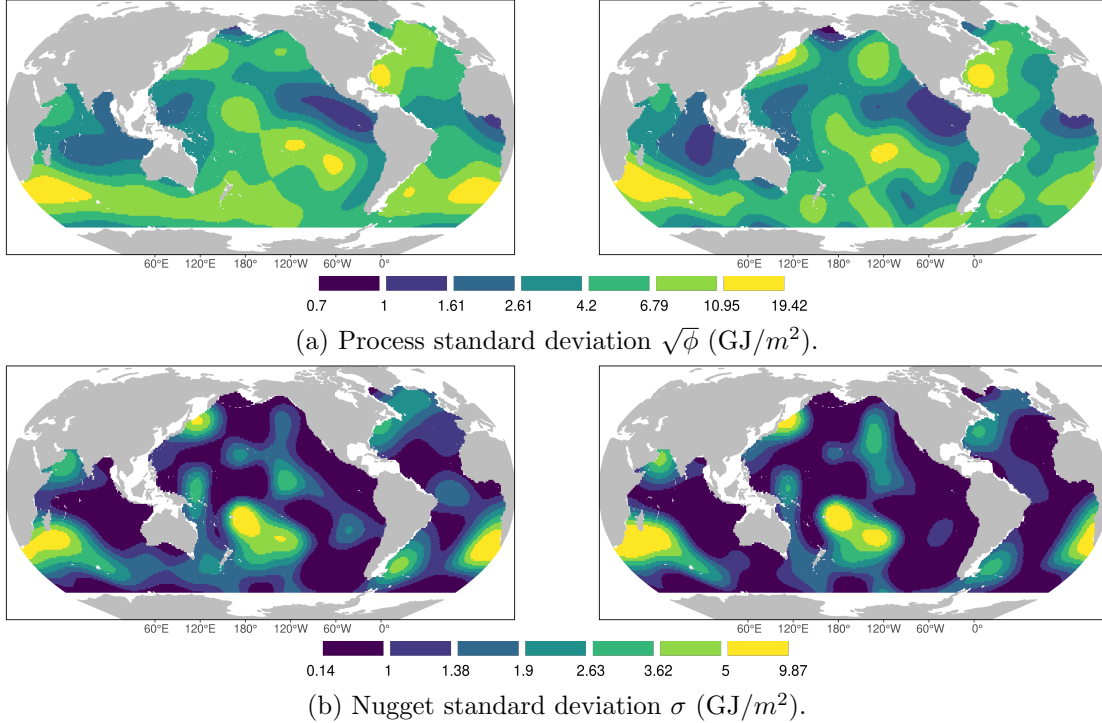 60°E 120°E 180° 120°W 60°W 0° 60°E 120°E 180° 120°W 60°W 0°
0.7 1 1.61 2.61 4.2 6.79 10.95 19.42
(a) Process standard deviation √ϕ (GJ/m²).
60°E 120°E 180° 120°W 60°W 0° 60°E 120°E 180° 120°W 60°W 0°
0.14 1 1.38 1.9 2.63 3.62 5 9.87
(b) Nugget standard deviation σ (GJ/m²).